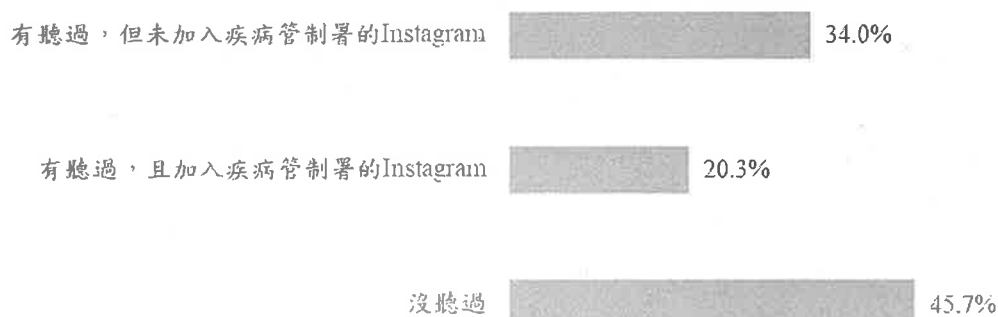 有聽過，但未加入疾病管制署的Instagram
34.0%
有聽過，且加入疾病管制署的Instagram
20.3%
沒聽過
45.7%